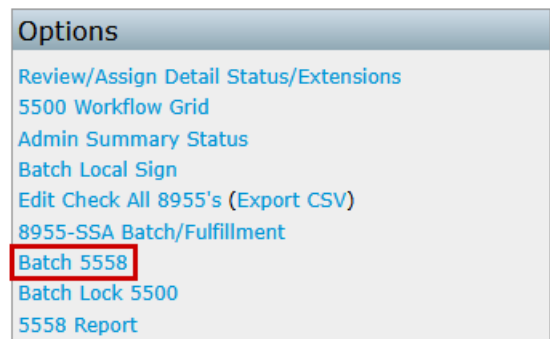 Options
Review/Assign Detail Status/Extensions
5500 Workflow Grid
Admin Summary Status
Batch Local Sign
Edit Check All 8955's (Export CSV)
8955-SSA Batch/Fulfillment
Batch 5558
Batch Lock 5500
5558 Report